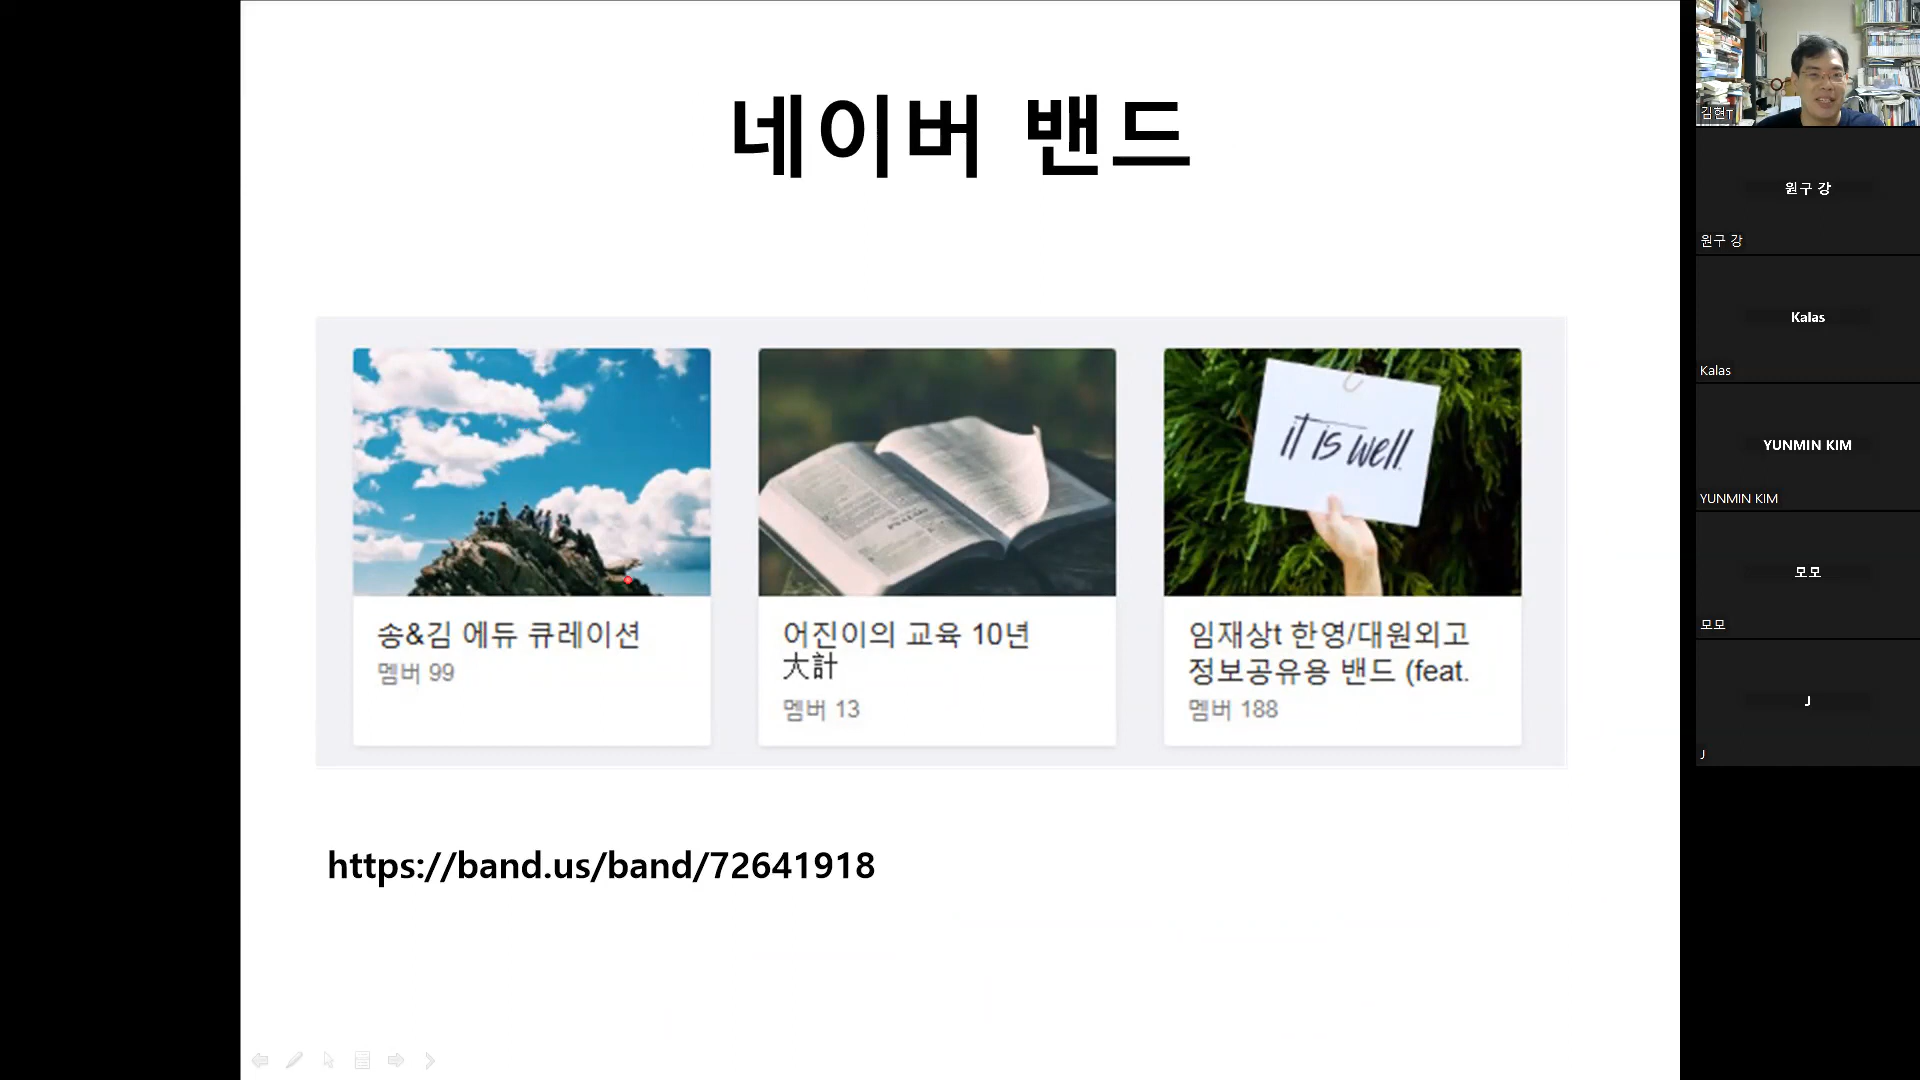 네이버 밴드
it is well.
송&김 에듀 큐레이션
멤버 99
어진이의 교육 10년
大計
멤버 13
임재상t 한영/대원외고
정보공유용 밴드 (feat.
멤버 188
https://band.us/band/72641918
김현T
원구 강
원구 강
Kalas
Kalas
YUNMIN KIM
YUNMIN KIM
모모
모모
J
J